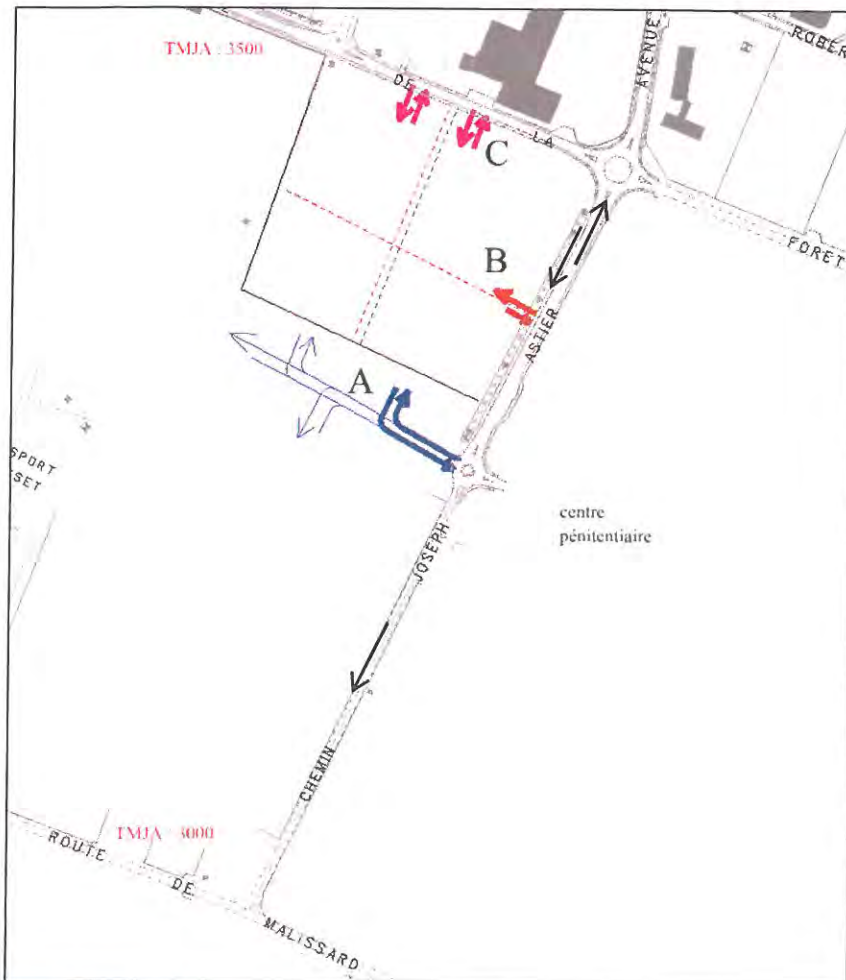 TMJA : 3500
DE
LA
AVENUE
ROBER
C
FORET
B
ASTIER
A
SPORT
SET
centre
pénitentiaire
JOSEPH
CHEMIN
TMJA : 3000
ROUTE
DE
MALISSARD